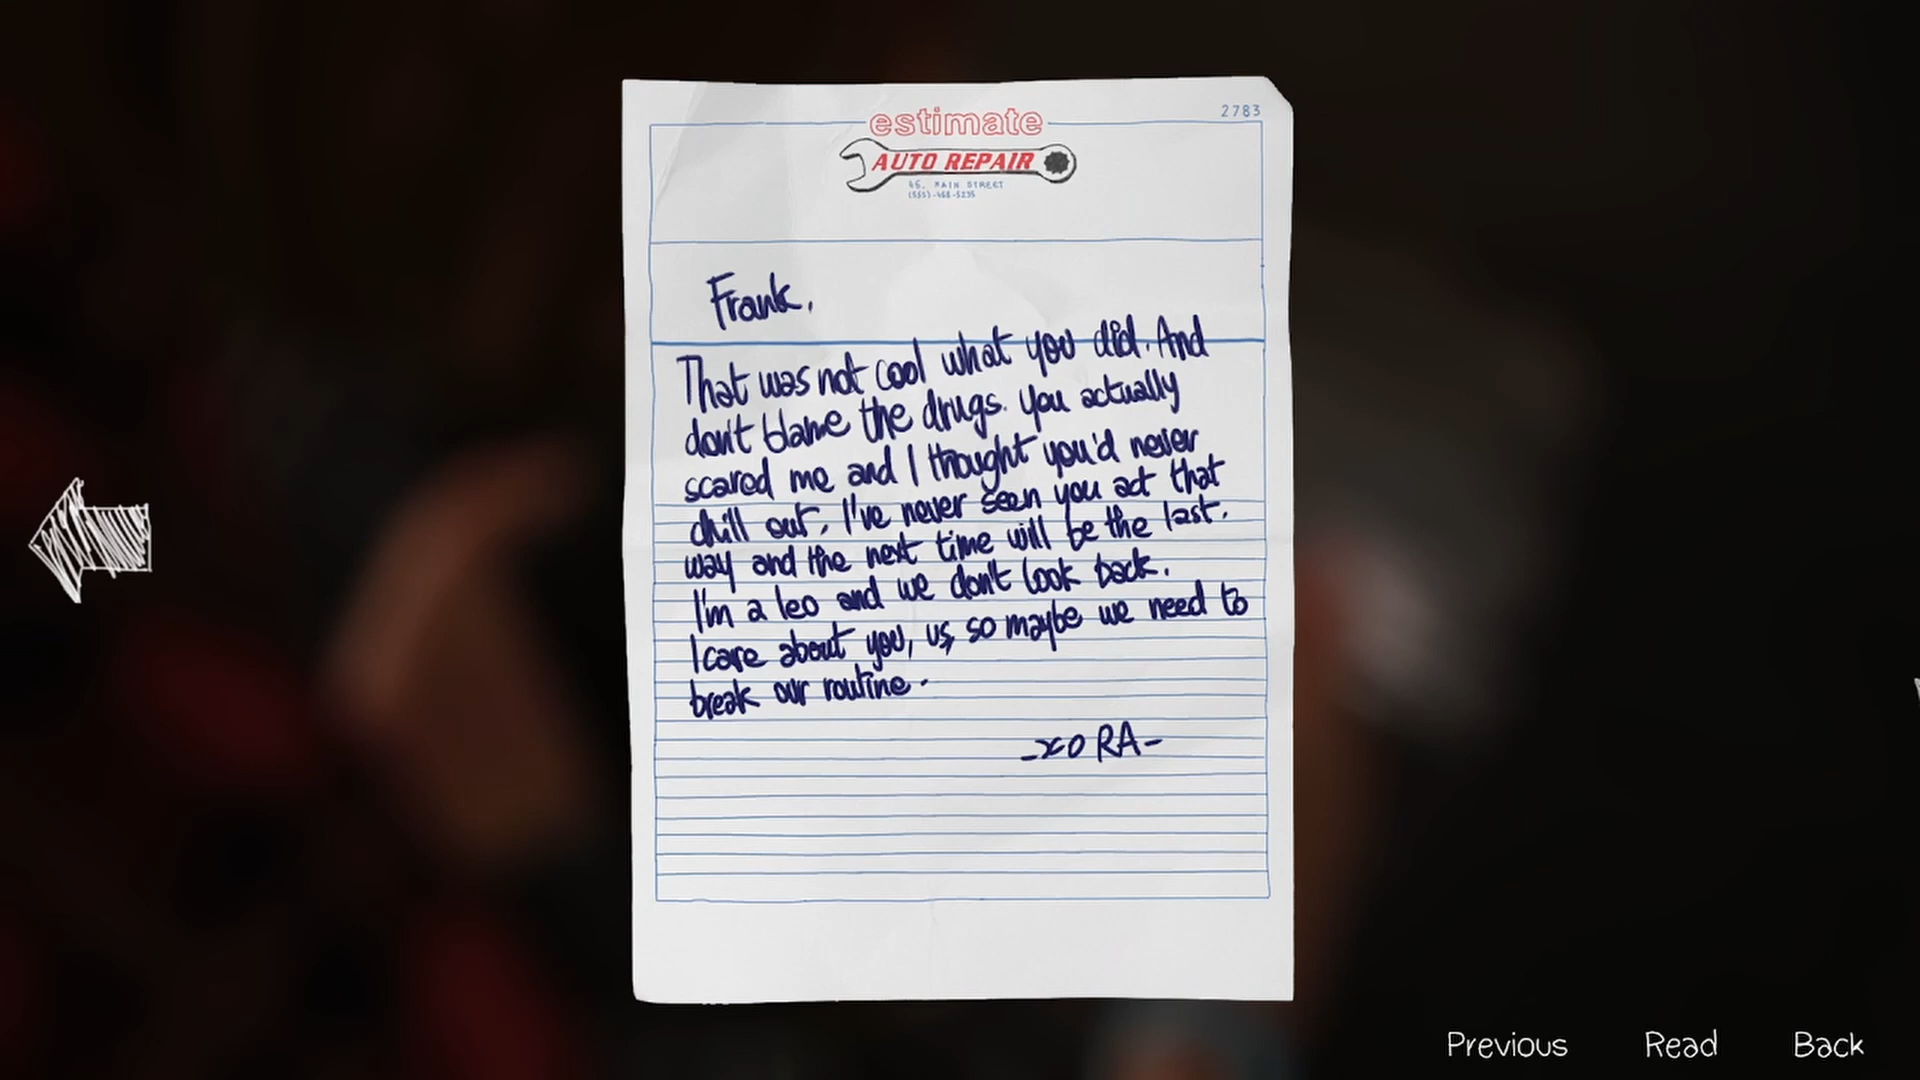 2783
estimate
AUTO REPAIR
45, MAIN STREET
Frank,
That was not cool what you did. And
don't blame the drugs. You actually
scared me and I thought you'd never
chill out. I've never seen you act that
way and the next time will be the last.
I'm a leo and we don't look back.
I care about you, us, so maybe we need to
break our routine.
-xo RA-
Previous Read Back